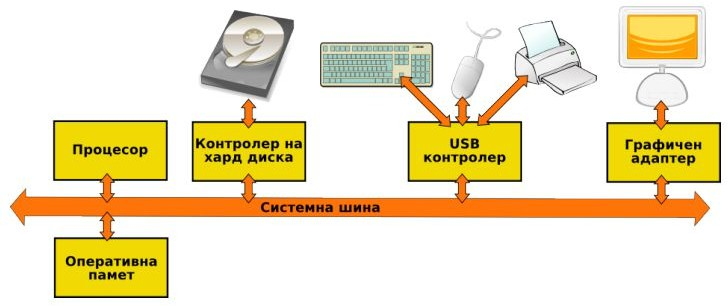 Процесор
Контролер на
хард диска
USB
контролер
Графичен
адаптер
Системна шина
Оперативна
памет